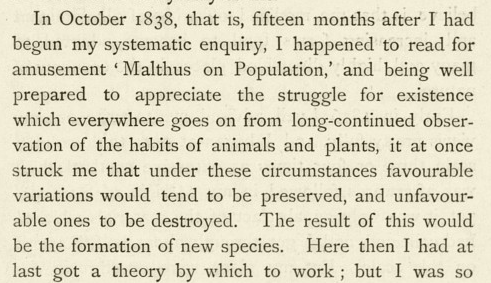 In October 1838, that is, fifteen months after I had
begun my systematic enquiry, I happened to read for
amusement ‘Malthus on Population,’ and being well
prepared to appreciate the struggle for existence
which everywhere goes on from long-continued obser-
vation of the habits of animals and plants, it at once
struck me that under these circumstances favourable
variations would tend to be preserved, and unfavour-
able ones to be destroyed. The result of this would
be the formation of new species. Here then I had at
last got a theory by which to work; but I was so